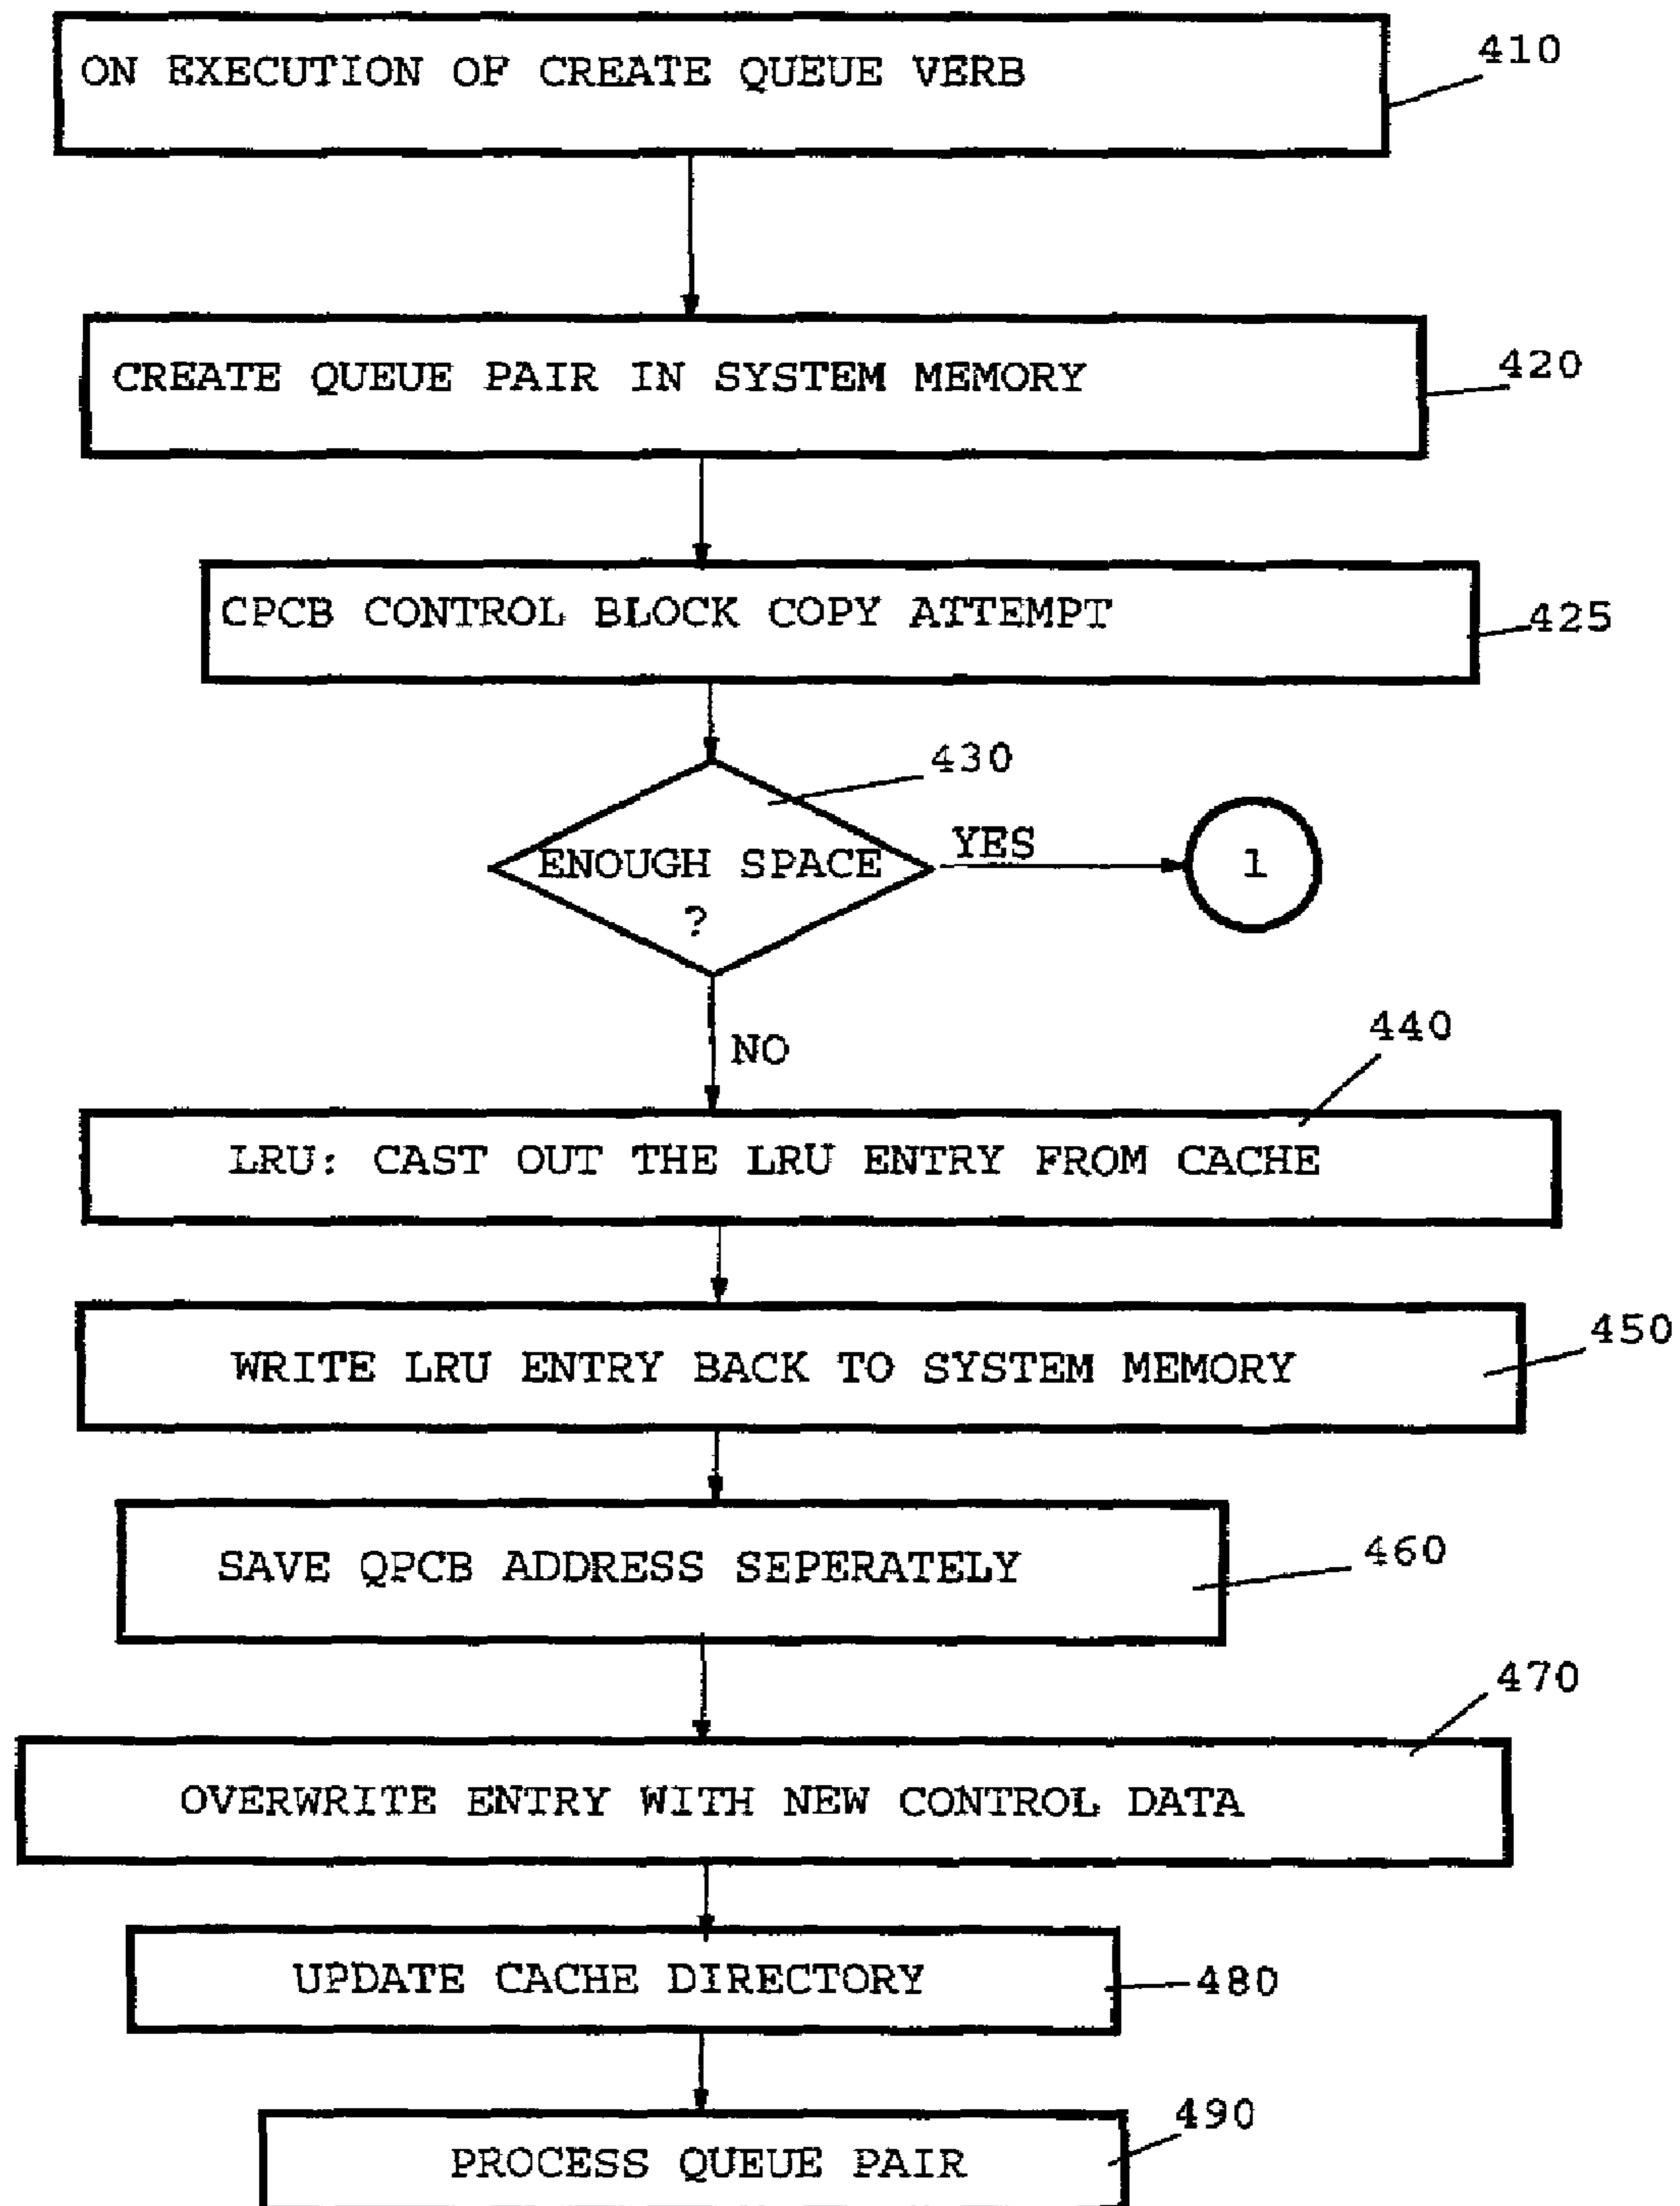 ON EXECUTION OF CREATE QUEUE VERB
410
CREATE QUEUE PAIR IN SYSTEM MEMORY
420
CPCB CONTROL BLOCK COPY ATTEMPT
425
430
ENOUGH SPACE
?
YES
1
NO
440
LRU: CAST OUT THE LRU ENTRY FROM CACHE
450
WRITE LRU ENTRY BACK TO SYSTEM MEMORY
460
SAVE QPCB ADDRESS SEPERATELY
470
OVERWRITE ENTRY WITH NEW CONTROL DATA
UPDATE CACHE DIRECTORY
480
490
PROCESS QUEUE PAIR